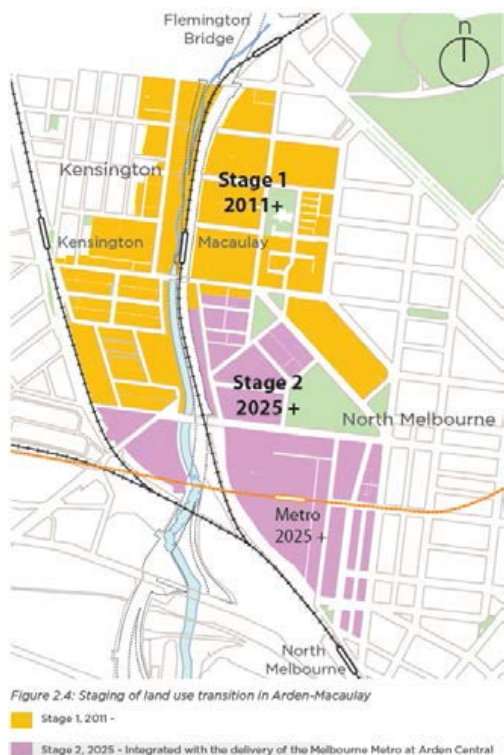 Flemington
Bridge
n
Kensington
Stage 1
2011+
Kensington
Macaulay
Stage 2
2025 +
North Melbourne
Metro
2025 +
North
Melbourne
Figure 2.4: Staging of land use transition in Arden-Macaulay
Stage 1, 2011 -
Stage 2, 2025 - Integrated with the delivery of the Melbourne Metro at Arden Central